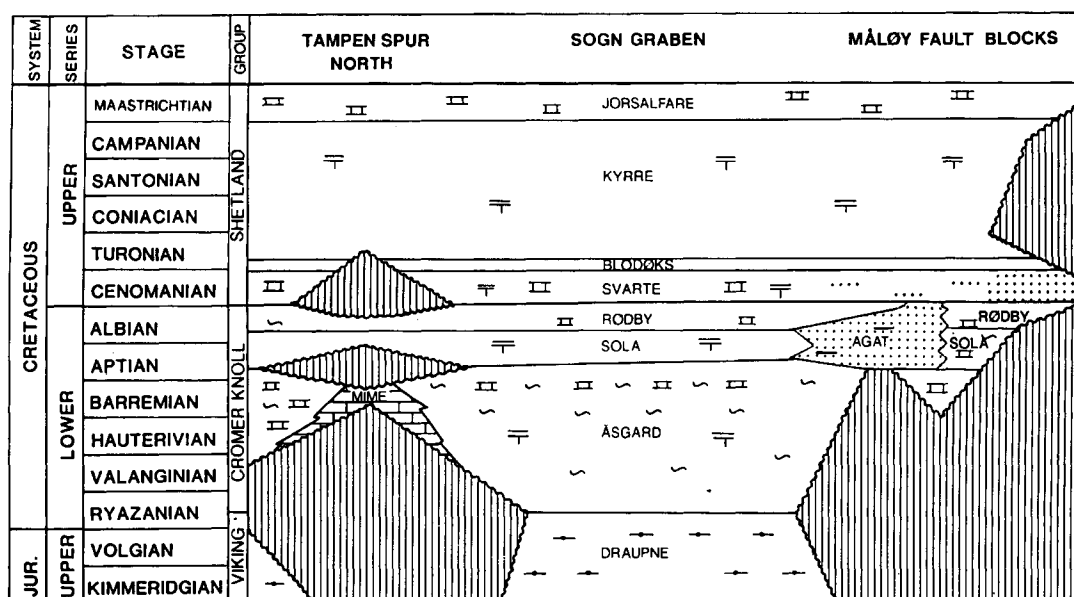 SYSTEM
SERIES
STAGE
GROUP
TAMPEN SPUR
NORTH
SOGN GRABEN
MÅLØY FAULT BLOCKS
CRETACEOUS
UPPER
SHETLAND
MAASTRICHTIAN
JORSALFARE
CAMPANIAN
SANTONIAN
KYRRE
CONIACIAN
TURONIAN
BLODØKS
CENOMANIAN
SVARTE
LOWER
CROMER KNOLL
ALBIAN
RØDBY
RØDBY
APTIAN
SOLA
AGAT
SOLA
BARREMIAN
MIME
HAUTERIVIAN
ÅSGARD
VALANGINIAN
RYAZANIAN
JUR.
UPPER
VIKING
VOLGIAN
DRAUPNE
KIMMERIDGIAN